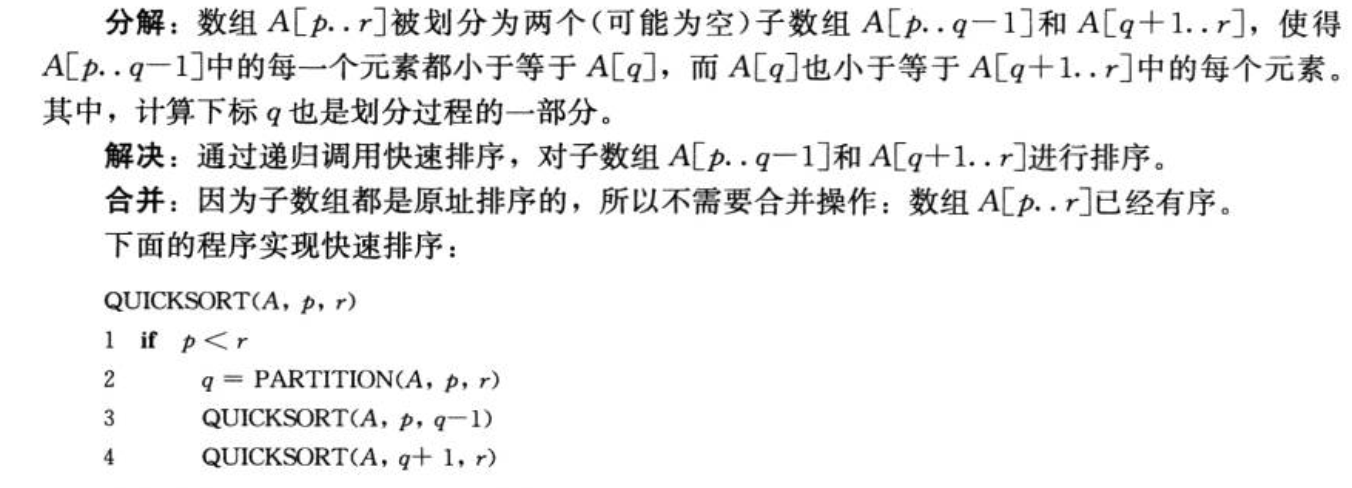 分解：数组 A[p..r]被划分为两个(可能为空)子数组 A[p..q-1]和 A[q+1..r]，使得
A[p..q-1]中的每一个元素都小于等于 A[q]，而 A[q]也小于等于 A[q+1..r]中的每个元素。
其中，计算下标 q 也是划分过程的一部分。
解决：通过递归调用快速排序，对子数组 A[p..q-1]和 A[q+1..r]进行排序。
合并：因为子数组都是原址排序的，所以不需要合并操作：数组 A[p..r]已经有序。
下面的程序实现快速排序：
QUICKSORT(A, p, r)
1 if p < r
2 q = PARTITION(A, p, r)
3 QUICKSORT(A, p, q-1)
4 QUICKSORT(A, q+ 1, r)